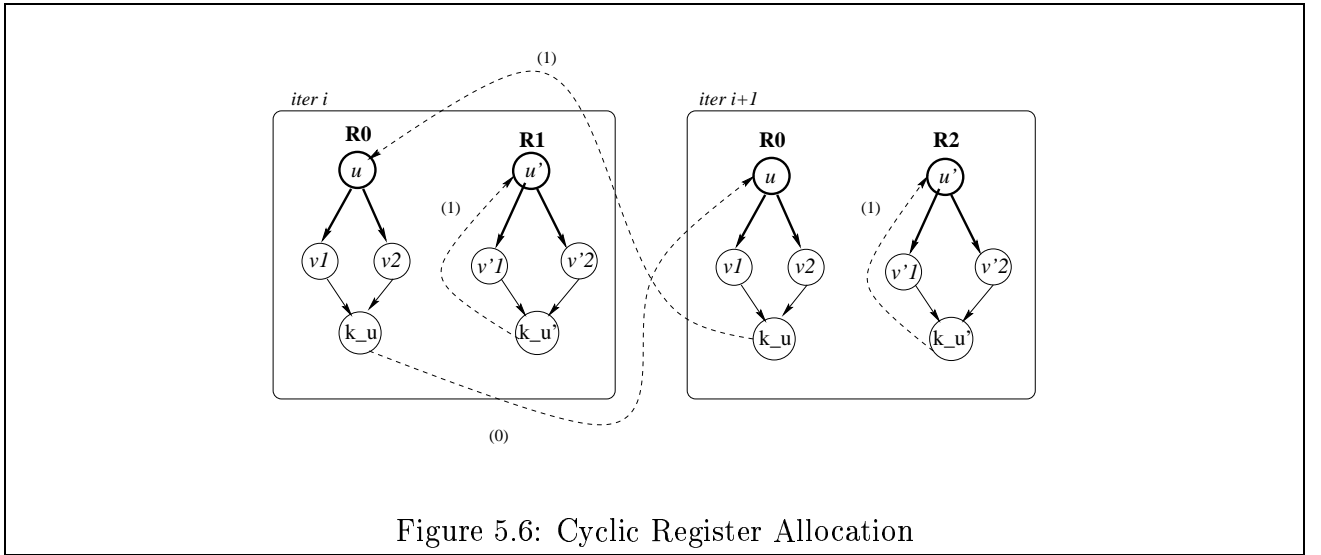 (1)
iter i
iter i+1
R0
R1
R0
R2
u
u'
u
u'
(1)
(1)
v1
v2
v'1
v'2
v1
v2
v'1
v'2
k_u
k_u'
k_u
k_u'
(0)
Figure 5.6: Cyclic Register Allocation